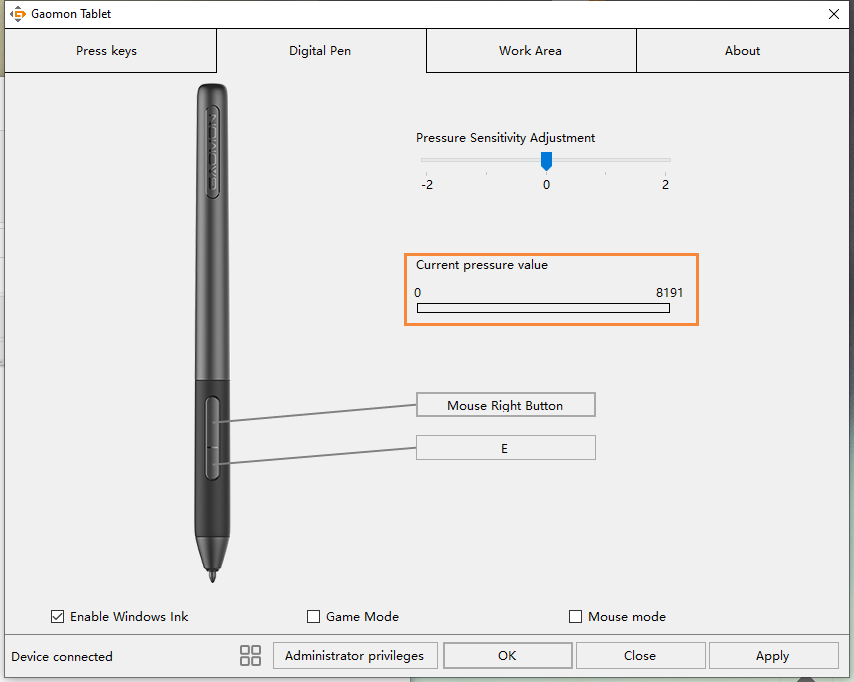 Gaomon Tablet
Press keys
Digital Pen
Work Area
About
GAOMON
Pressure Sensitivity Adjustment
-2 0 2
Current pressure value
0 8191
Mouse Right Button
E
Enable Windows Ink
Game Mode
Mouse mode
Device connected
Administrator privileges
OK
Close
Apply